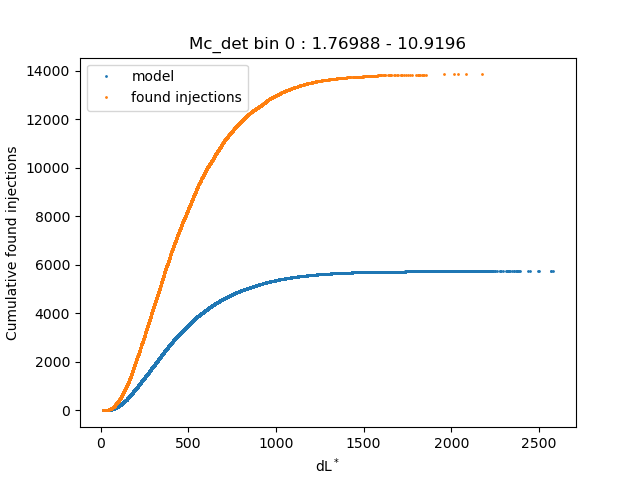 Mc_det bin 0 : 1.76988 - 10.9196
model
found injections
Cumulative found injections
14000
12000
10000
8000
6000
4000
2000
0
0 500 1000 1500 2000 2500
dL*